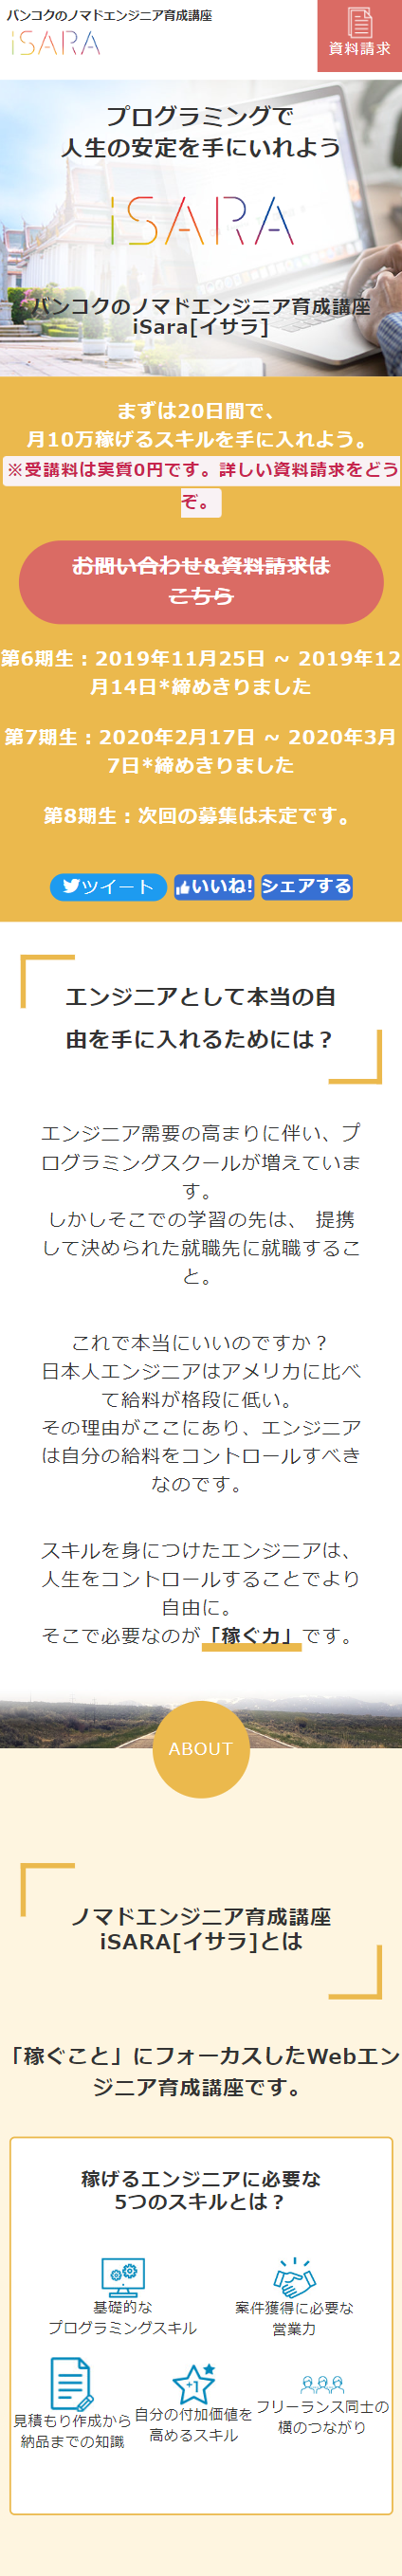 バンコクのノマドエンジニア育成講座
iSARA
資料請求
プログラミングで
人生の安定を手にいれよう
iSARA
バンコクのノマドエンジニア育成講座
iSara[イサラ]
まずは20日間で、
月10万稼げるスキルを手に入れよう。
※受講料は実質0円です。詳しい資料請求をどう
ぞ。
お問い合わせ&資料請求は
こちら
第6期生：2019年11月25日 ~ 2019年12
月14日*締めきりました
第7期生：2020年2月17日 ~ 2020年3月
7日*締めきりました
第8期生：次回の募集は未定です。
ツイート
いいね!
シェアする
エンジニアとして本当の自
由を手に入れるためには？
エンジニア需要の高まりに伴い、プ
ログラミングスクールが増えていま
す。
しかしそこでの学習の先は、 提携
して決められた就職先に就職するこ
と。
これで本当にいいのですか？
日本人エンジニアはアメリカに比べ
て給料が格段に低い。
その理由がここにあり、エンジニア
は自分の給料をコントロールすべき
なのです。
スキルを身につけたエンジニアは、
人生をコントロールすることでより
自由に。
そこで必要なのが「稼ぐ力」です。
ABOUT
ノマドエンジニア育成講座
iSARA[イサラ]とは
「稼ぐこと」にフォーカスしたWebエン
ジニア育成講座です。
稼げるエンジニアに必要な
5つのスキルとは？
基礎的な
プログラミングスキル
案件獲得に必要な
営業力
見積もり作成から
納品までの知識
+1
自分の付加価値を
高めるスキル
フリーランス同士の
横のつながり